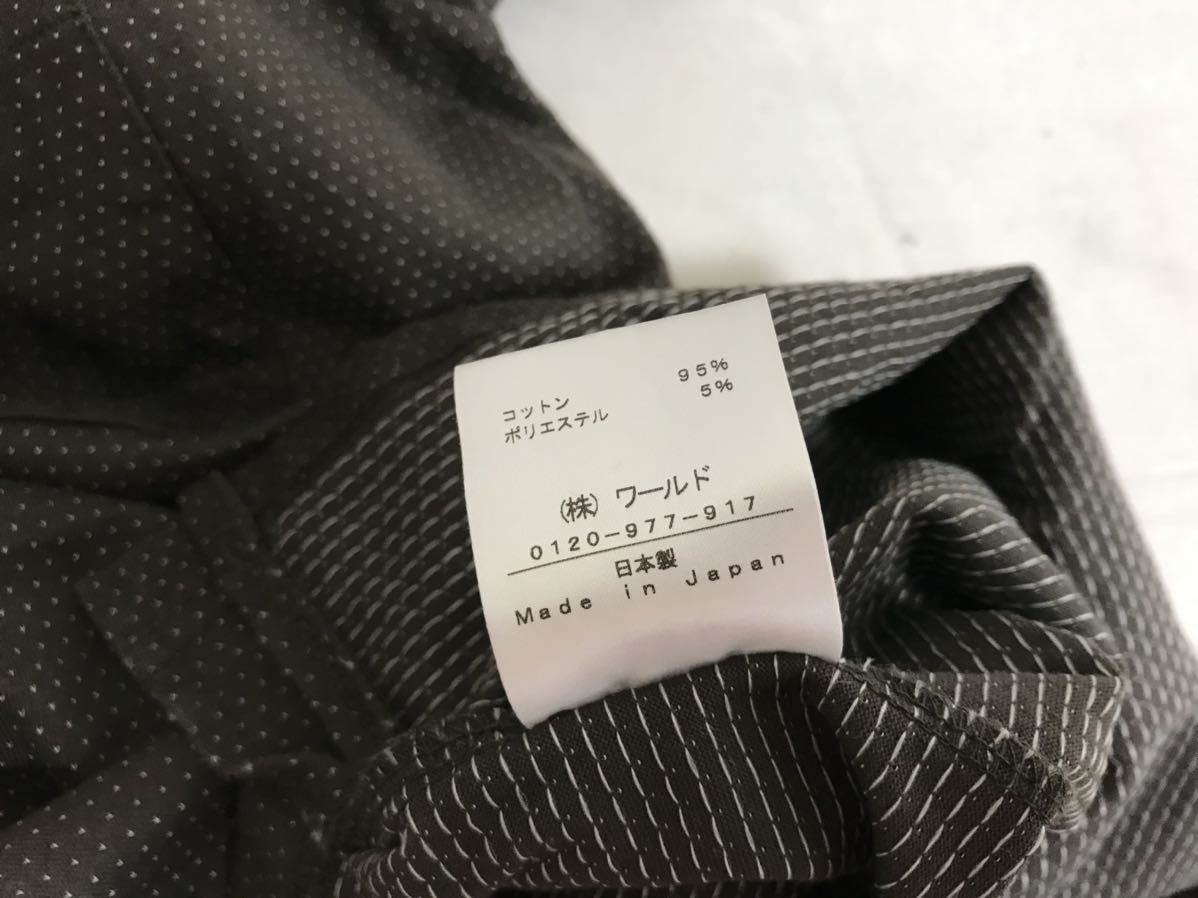 コットン 95%
ポリエステル 5%
(株) ワールド
0120-977-917
日本製
Made in Japan